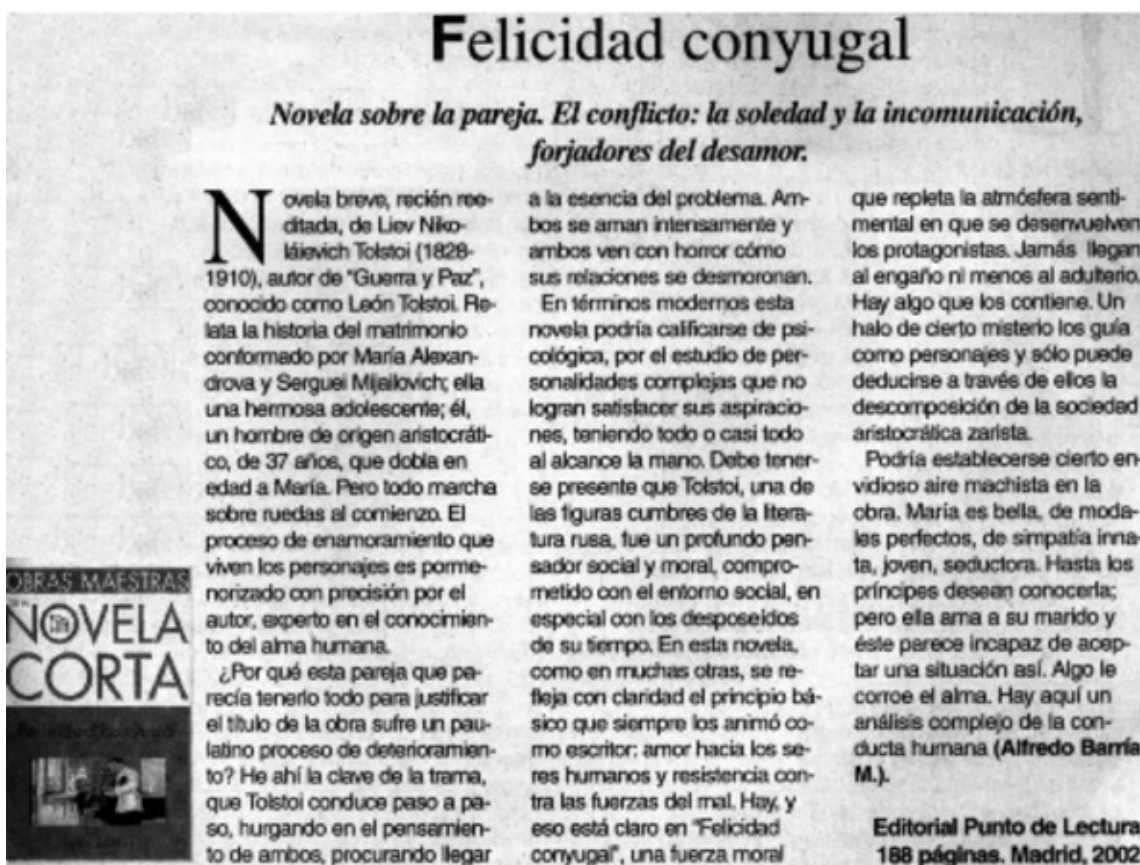 Felicidad conyugal
Novela sobre la pareja. El conflicto: la soledad y la incomunicación,
forjadores del desamor.
Novela breve, recién ree-
ditada, de Liev Niko-
láievich Tolstoi (1828-
1910), autor de "Guerra y Paz",
conocido como León Tolstoi. Re-
lata la historia del matrimonio
conformado por María Alexan-
drova y Serguei Mijailovich; ella
una hermosa adolescente; él,
un hombre de origen aristocráti-
co, de 37 años, que dobla en
edad a María. Pero todo marcha
sobre ruedas al comienzo. El
proceso de enamoramiento que
viven los personajes es porme-
norizado con precisión por el
autor, experto en el conocimien-
to del alma humana.
¿Por qué esta pareja que pa-
recía tenerlo todo para justificar
el título de la obra sufre un pau-
latino proceso de deterioramien-
to? He ahí la clave de la trama,
que Tolstoi conduce paso a pa-
so, hurgando en el pensamien-
to de ambos, procurando llegar
a la esencia del problema. Am-
bos se aman intensamente y
ambos ven con horror cómo
sus relaciones se desmoronan.
En términos modernos esta
novela podría calificarse de psi-
cológica, por el estudio de per-
sonalidades complejas que no
logran satisfacer sus aspiracio-
nes, teniendo todo o casi todo
al alcance la mano. Debe tener-
se presente que Tolstoi, una de
las figuras cumbres de la litera-
tura rusa, fue un profundo pen-
sador social y moral, compro-
metido con el entorno social, en
especial con los desposeídos
de su tiempo. En esta novela,
como en muchas otras, se re-
fleja con claridad el principio bá-
sico que siempre los animó co-
mo escritor: amor hacia los se-
res humanos y resistencia con-
tra las fuerzas del mal. Hay, y
eso está claro en "Felicidad
conyugal", una fuerza moral
que repleta la atmósfera senti-
mental en que se desenvuelven
los protagonistas. Jamás llegan
al engaño ni menos al adulterio.
Hay algo que los contiene. Un
halo de cierto misterio los guía
como personajes y sólo puede
deducirse a través de ellos la
descomposición de la sociedad
aristocrática zarista.
Podría establecerse cierto en-
vidioso aire machista en la
obra. María es bella, de moda-
les perfectos, de simpatía inna-
ta, joven, seductora. Hasta los
príncipes desean conocerla;
pero ella ama a su marido y
éste parece incapaz de acep-
tar una situación así. Algo le
corroe el alma. Hay aquí un
análisis complejo de la con-
ducta humana (Alfredo Barría
M.).
Editorial Punto de Lectura
188 páginas. Madrid, 2002
OBRAS MAESTRAS
NOVELA
CORTA